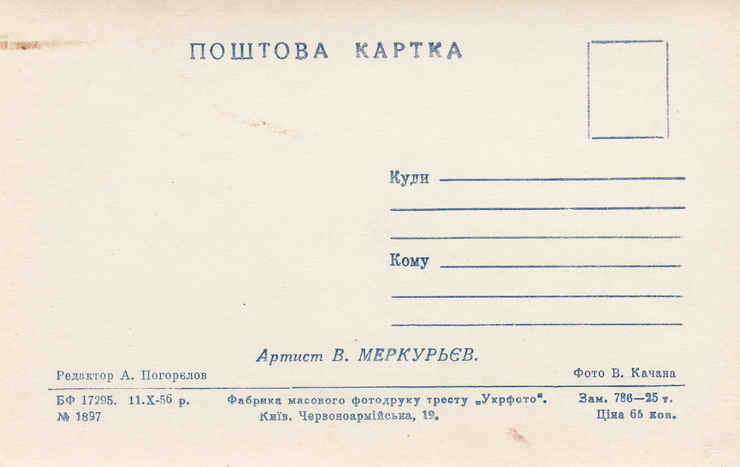 ПОШТОВА КАРТКА
Куди
Кому
Артист В. МЕРКУРЬЄВ.
Редактор А. Погорєлов
Фото В. Качана
БФ 17295. 11.X-56 р. Фабрика масового фотодруку тресту „Укрфото“. Зам. 786—25 т.
№ 1897 Київ. Червоноармійська, 19. Ціна 65 коп.